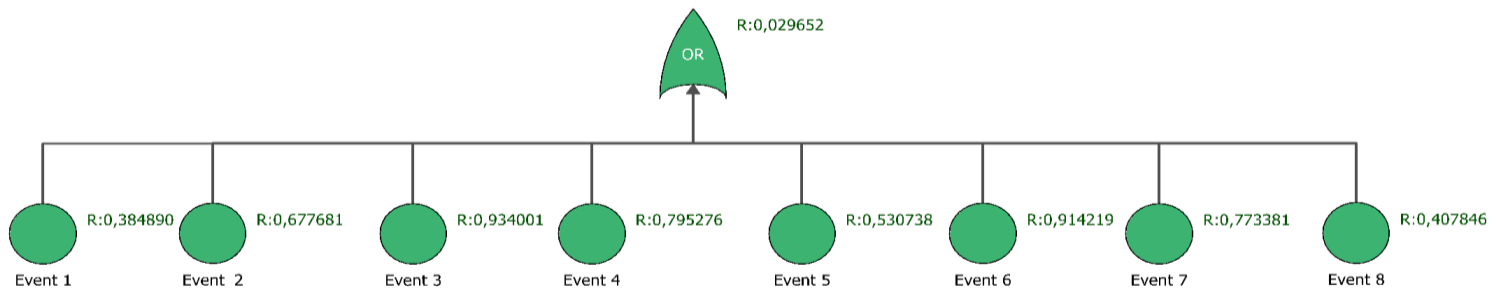 R:0,029652
OR
R:0,384890
R:0,677681
R:0,934001
R:0,795276
R:0,530738
R:0,914219
R:0,773381
R:0,407846
Event 1
Event  2
Event 3
Event 4
Event 5
Event 6
Event 7
Event 8